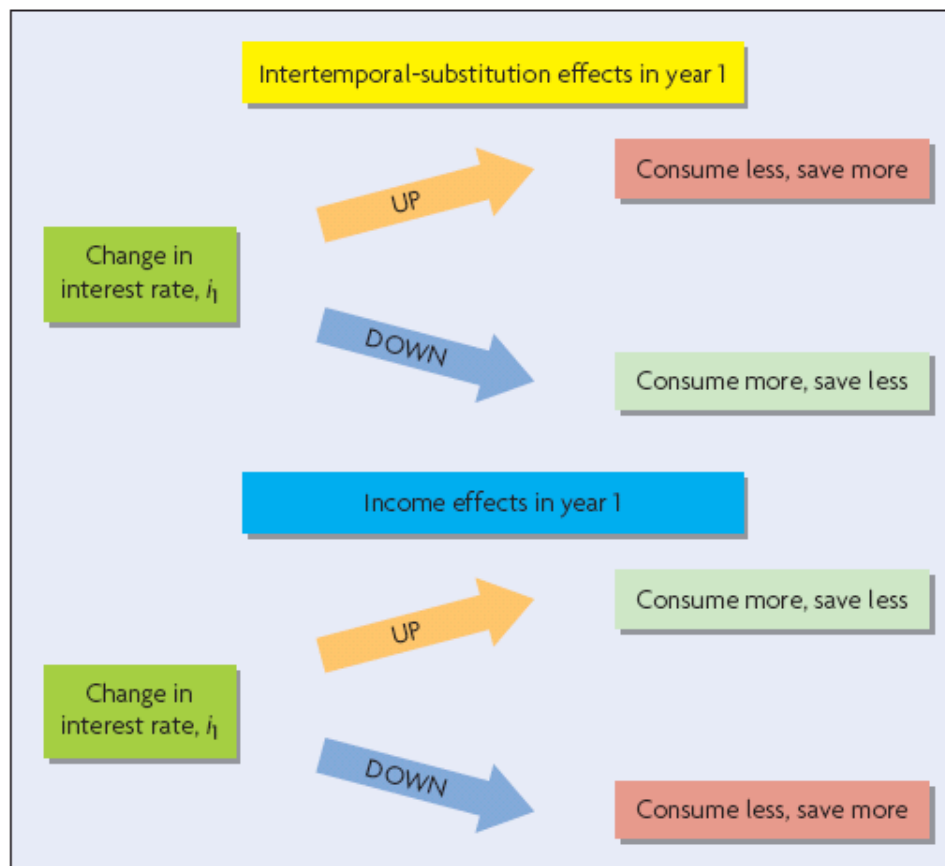 Intertemporal-substitution effects in year 1
Consume less, save more
UP
Change in
interest rate, i₁
DOWN
Consume more, save less
Income effects in year 1
Consume more, save less
UP
Change in
interest rate, i₁
DOWN
Consume less, save more